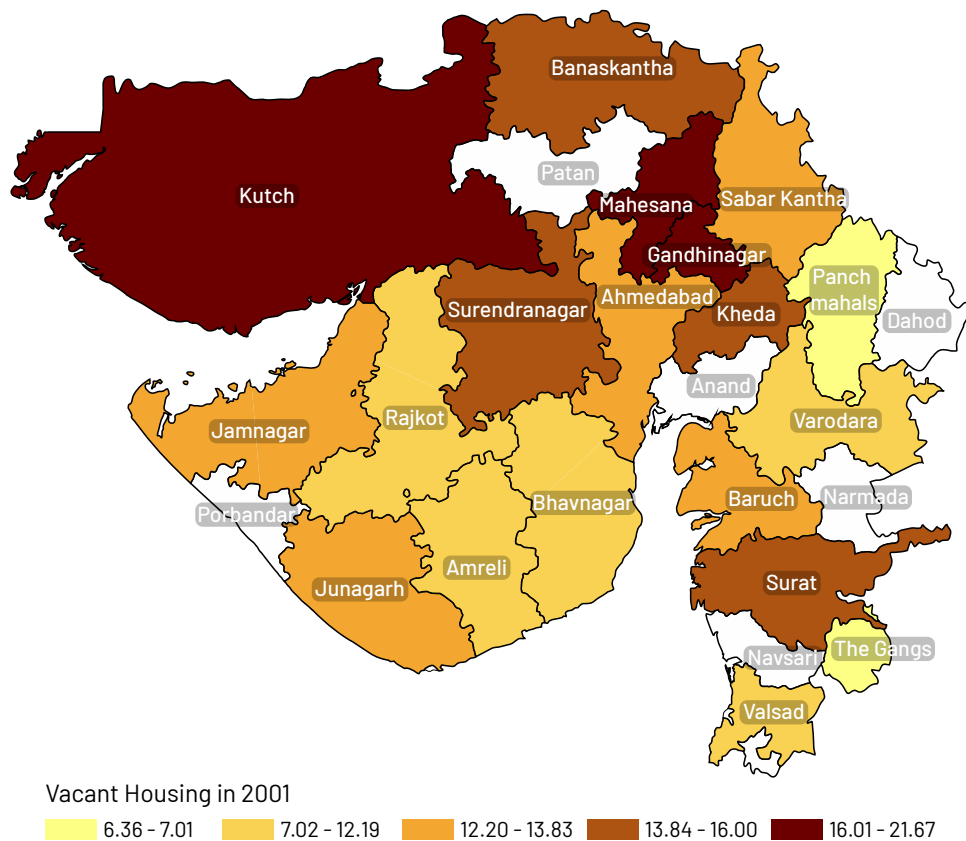 Banaskantha
Patan
Kutch
Mahesana
Sabar Kantha
Gandhinagar
Panch
mahals
Ahmedabad
Surendranagar
Kheda
Dahod
Anand
Rajkot
Varodara
Jamnagar
Bhavnagar
Baruch
Narmada
Porbandar
Amreli
Junagarh
Surat
The Gangs
Navsari
Valsad
Vacant Housing in 2001
6.36 - 7.01 7.02 - 12.19 12.20 - 13.83 13.84 - 16.00 16.01 - 21.67